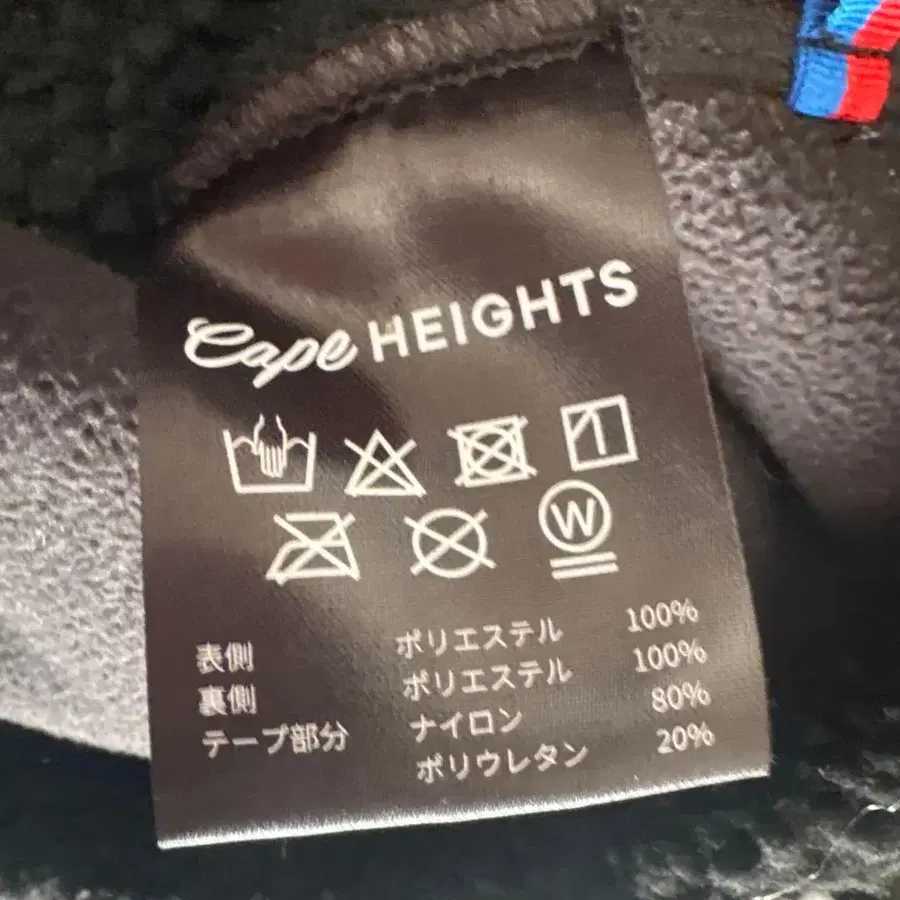 Cape HEIGHTS
W
表側 ポリエステル 100%
裏側 ポリエステル 100%
テープ部分 ナイロン 80%
ポリウレタン 20%